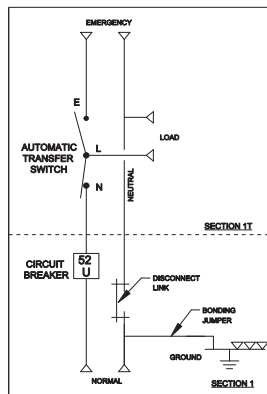 EMERGENCY
E
LOAD
AUTOMATIC
TRANSFER
SWITCH
L
N
NEUTRAL
SECTION 1T
CIRCUIT
BREAKER
52
U
DISCONNECT
LINK
BONDING
JUMPER
GROUND
NORMAL
SECTION 1